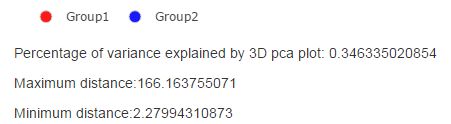 Group1 Group2
Percentage of variance explained by 3D pca plot: 0.346335020854
Maximum distance:166.163755071
Minimum distance:2.27994310873